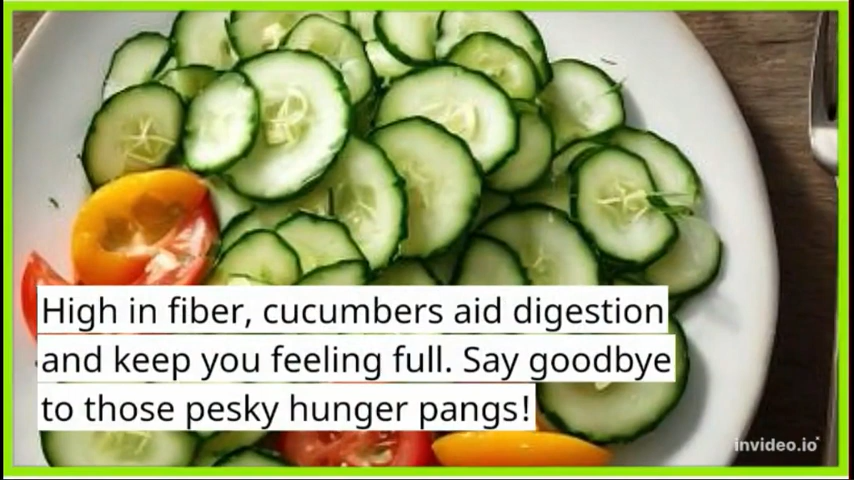 High in fiber, cucumbers aid digestion
and keep you feeling full. Say goodbye
to those pesky hunger pangs!
invideo.io